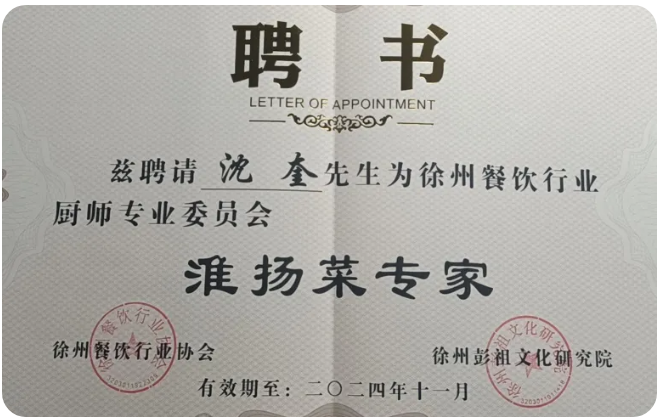 聘 书
LETTER OF APPOINTMENT
兹聘请 沈 奎 先生为徐州餐饮行业
厨师专业委员会
淮扬菜专家
徐州餐饮行业协会
徐州彭祖文化研究院
有效期至：二〇二四年十一月